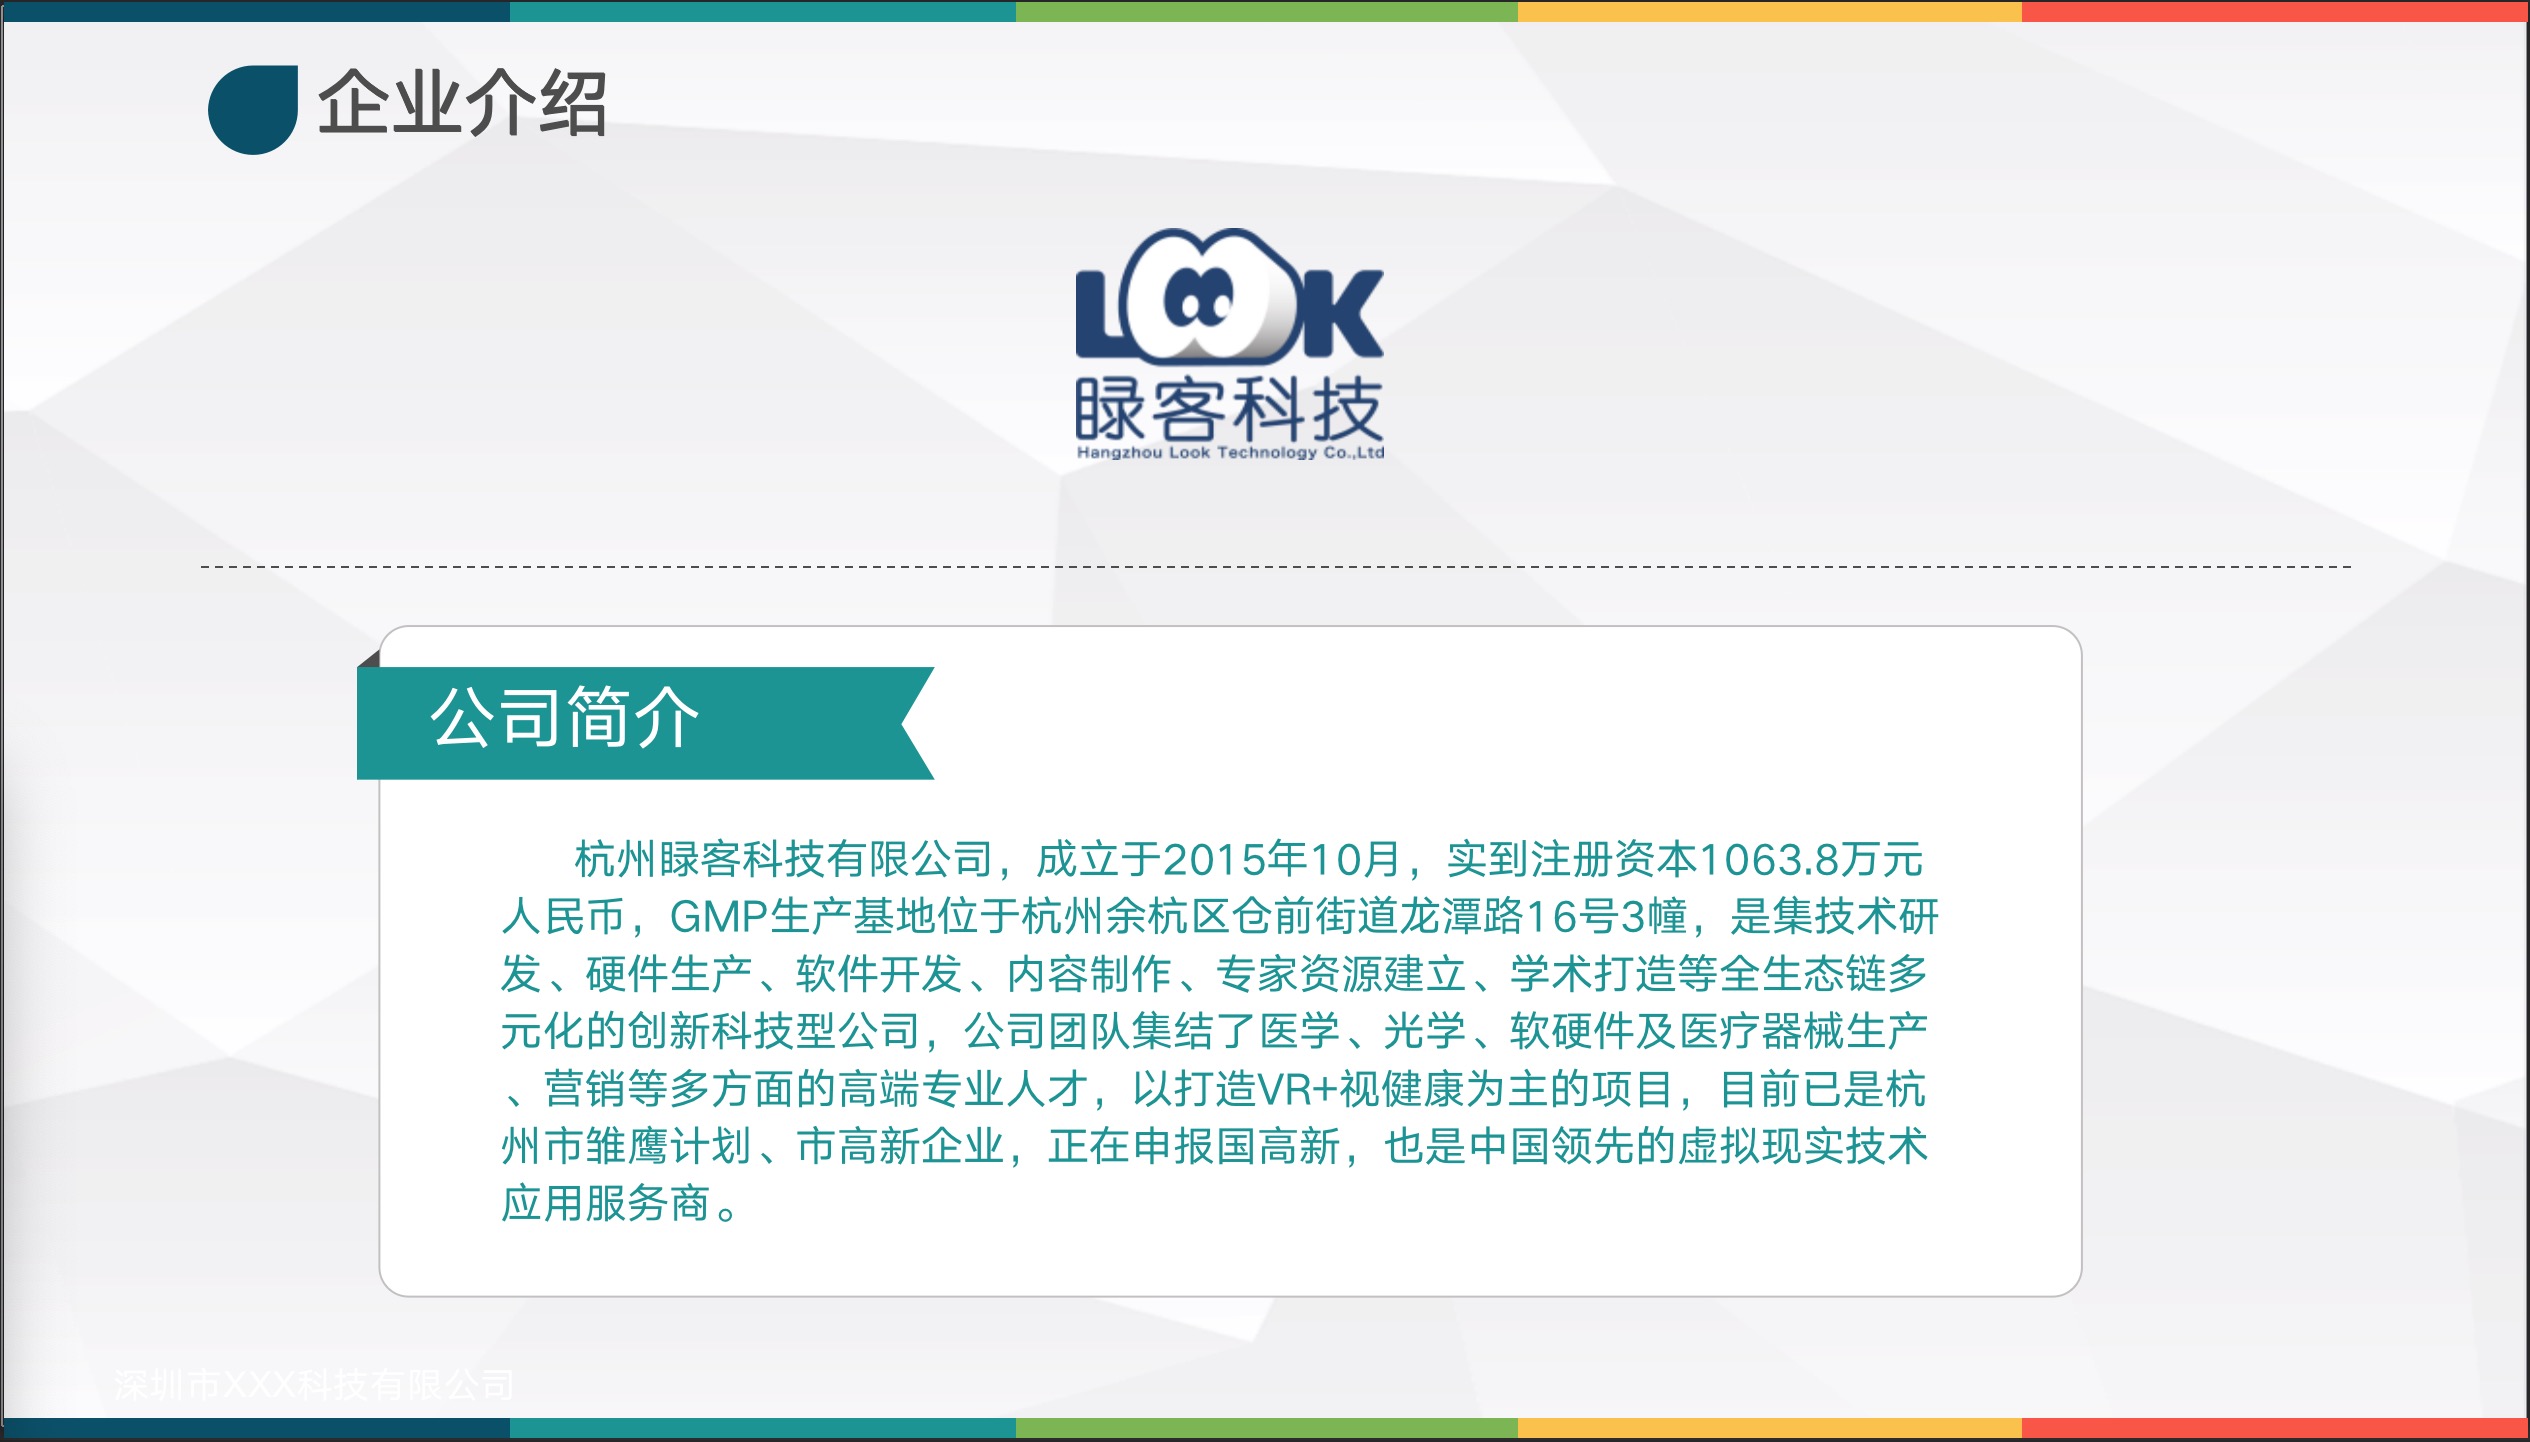 企业介绍
LOOK
睩客科技
Hangzhou Look Technology Co.,Ltd
公司简介
杭州睩客科技有限公司，成立于2015年10月，实到注册资本1063.8万元
人民币，GMP生产基地位于杭州余杭区仓前街道龙潭路16号3幢，是集技术研
发、硬件生产、软件开发、内容制作、专家资源建立、学术打造等全生态链多
元化的创新科技型公司，公司团队集结了医学、光学、软硬件及医疗器械生产
、营销等多方面的高端专业人才，以打造VR+视健康为主的项目，目前已是杭
州市雏鹰计划、市高新企业，正在申报国高新，也是中国领先的虚拟现实技术
应用服务商。
深圳市XXX科技有限公司